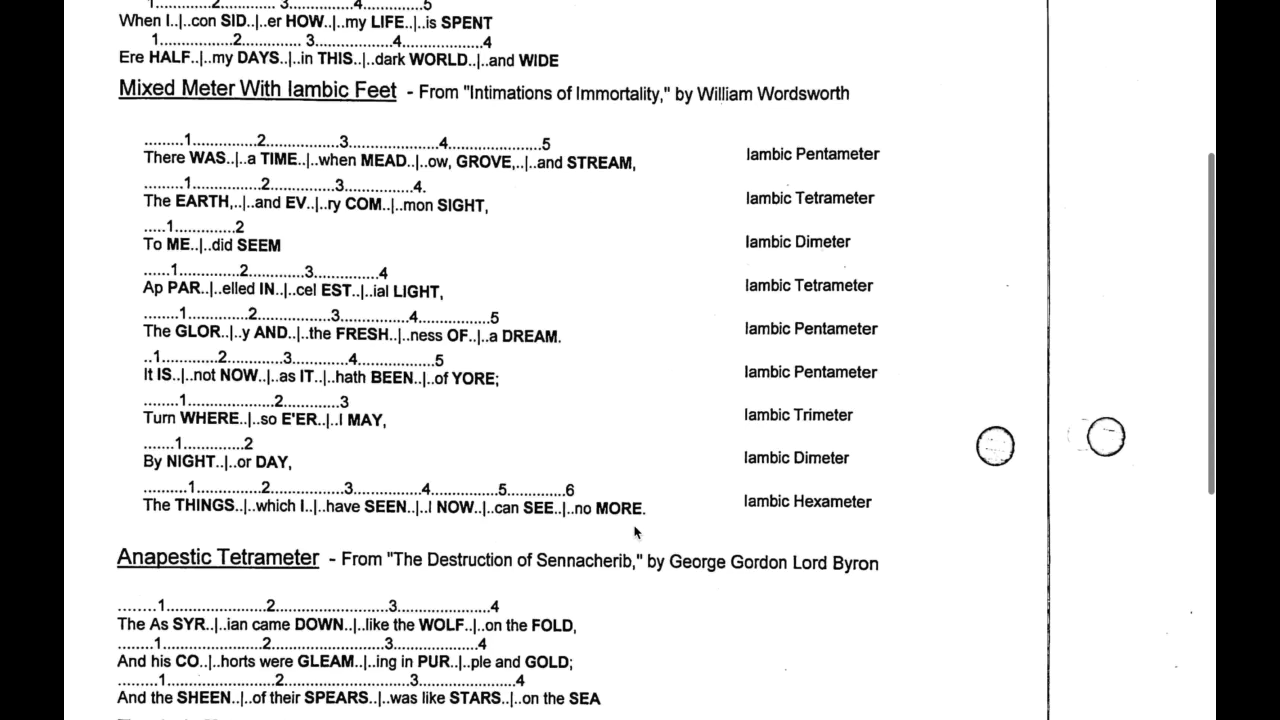 1............2............ 3.............4.............5
When I..|..con SID..|..er HOW..|..my LIFE..|..is SPENT
1..............2............ 3................4.................4
Ere HALF..|..my DAYS..|..in THIS..|..dark WORLD..|..and WIDE
Mixed Meter With Iambic Feet - From "Intimations of Immortality," by William Wordsworth
.........1..............2................3....................4....................5
There WAS..|..a TIME..|..when MEAD..|..ow, GROVE,..|..and STREAM, Iambic Pentameter
.........1................2..............3...............4.
The EARTH,..|..and EV..|..ry COM..|..mon SIGHT, Iambic Tetrameter
.....1..............2
To ME..|..did SEEM Iambic Dimeter
......1..............2.............3................4
Ap PAR..|..elled IN..|..cel EST..|..ial LIGHT, Iambic Tetrameter
........1..............2.................3................4................5
The GLOR..|..y AND..|..the FRESH..|..ness OF..|..a DREAM. Iambic Pentameter
..1.............2.............3.............4..................5
It IS..|..not NOW..|..as IT..|..hath BEEN..|..of YORE; Iambic Pentameter
........1....................2.............3
Turn WHERE..|..so E'ER..|..I MAY, Iambic Trimeter
.......1..............2
By NIGHT..|..or DAY, Iambic Dimeter
..........1...............2................3...............4...............5.............6
The THINGS..|..which I..|..have SEEN..|..I NOW..|..can SEE..|..no MORE. Iambic Hexameter
Anapestic Tetrameter - From "The Destruction of Sennacherib," by George Gordon Lord Byron
........1.....................2.......................3...................4
The As SYR..|..ian came DOWN..|..like the WOLF..|..on the FOLD,
........1.....................2.......................3.................4
And his CO..|..horts were GLEAM..|..ing in PUR..|..ple and GOLD;
.........1.......................2...........................3....................4
And the SHEEN..|..of their SPEARS..|..was like STARS..|..on the SEA